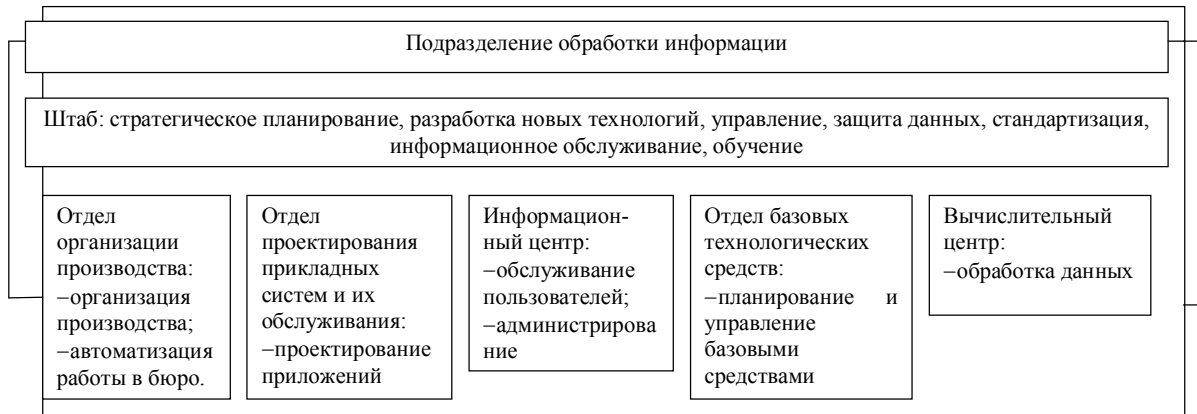 Подразделение обработки информации
Штаб: стратегическое планирование, разработка новых технологий, управление, защита данных, стандартизация,
информационное обслуживание, обучение
Отдел
организации
производства:
−организация
производства;
−автоматизация
работы в бюро.
Отдел
проектирования
прикладных
систем и их
обслуживания:
−проектирование
приложений
Информацион-
ный центр:
−обслуживание
пользователей;
−администрирова
ние
Отдел базовых
технологических
средств:
−планирование и
управление
базовыми
средствами
Вычислительный
центр:
−обработка данных